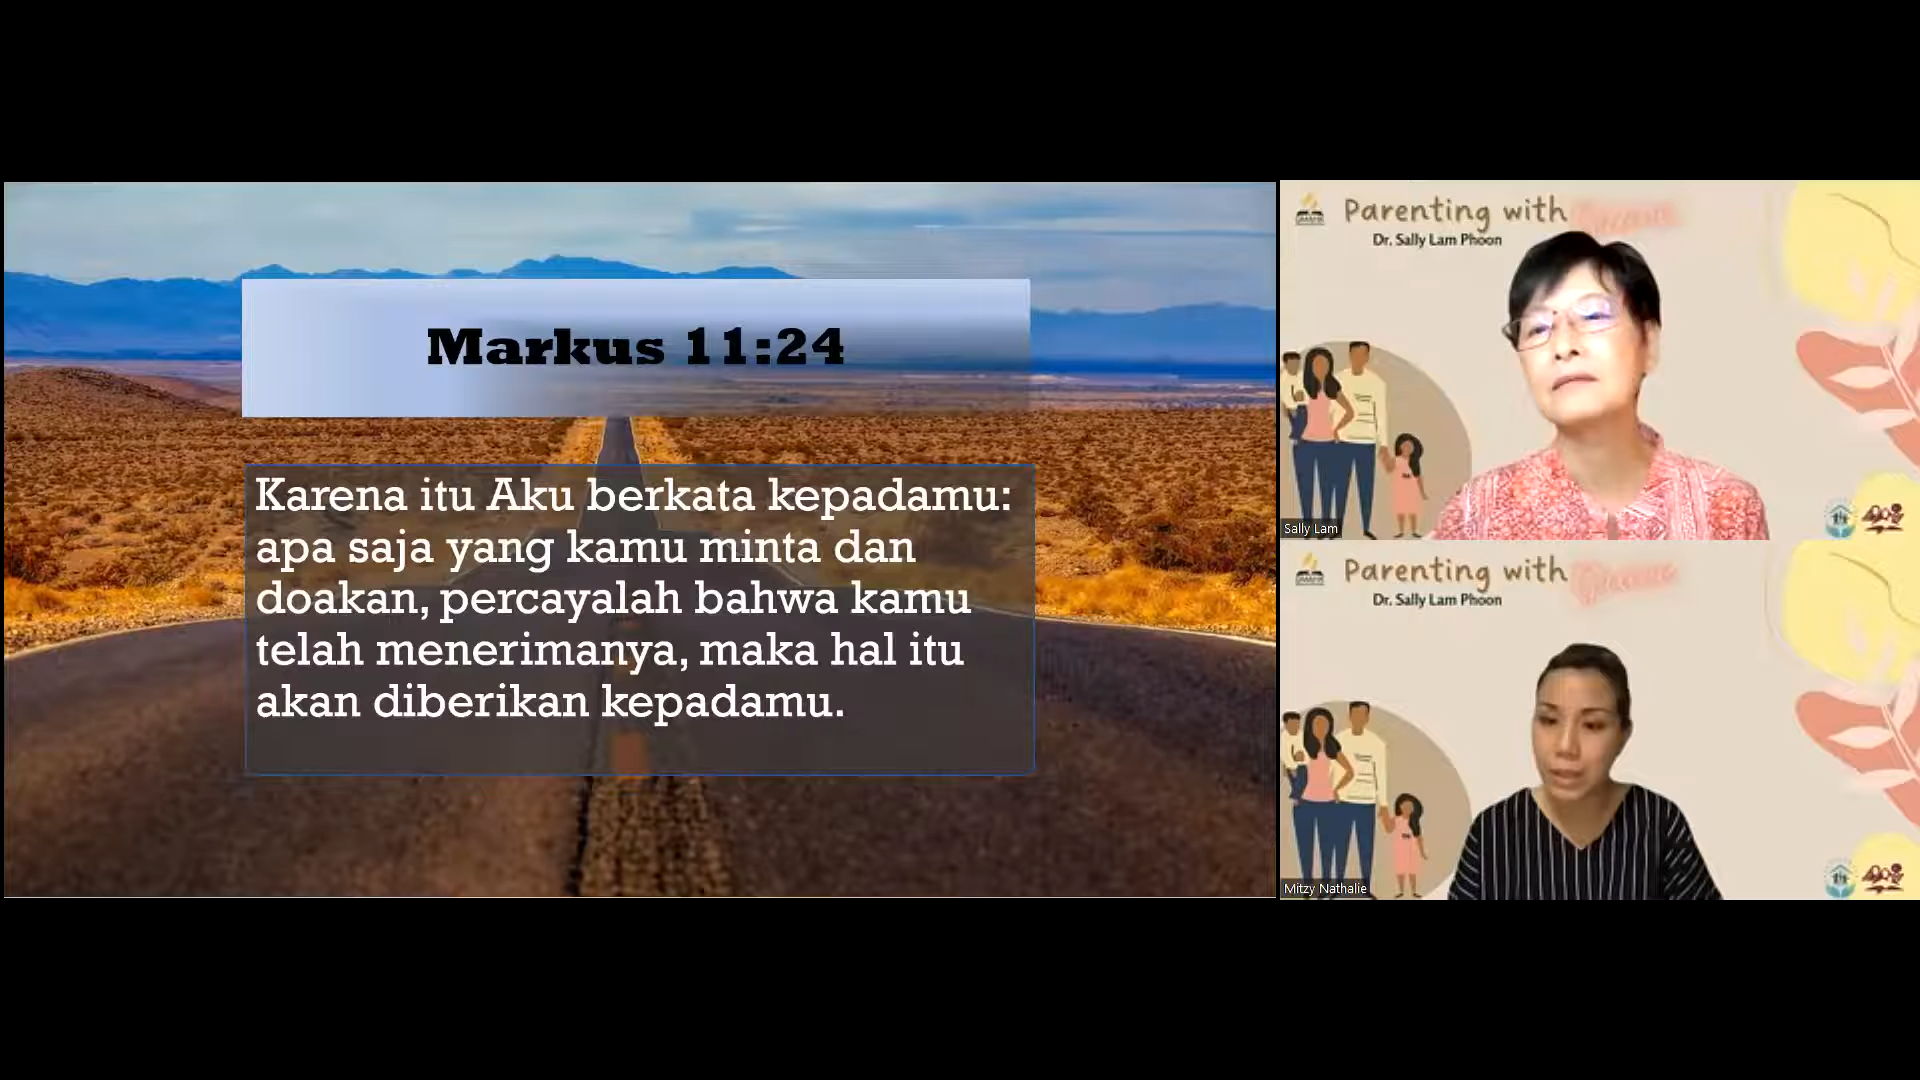 Markus 11:24
Karena itu Aku berkata kepadamu:
apa saja yang kamu minta dan
doakan, percayalah bahwa kamu
telah menerimanya, maka hal itu
akan diberikan kepadamu.
Parenting with
Dr. Sally Lam Phoon
Sally Lam
Parenting with
Dr. Sally Lam Phoon
Mitzy Nathalie